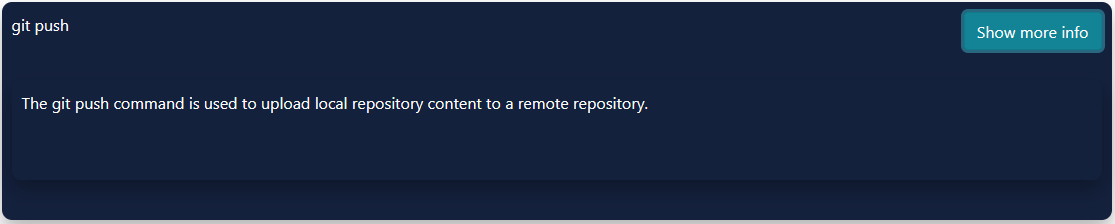 git push
Show more info
The git push command is used to upload local repository content to a remote repository.